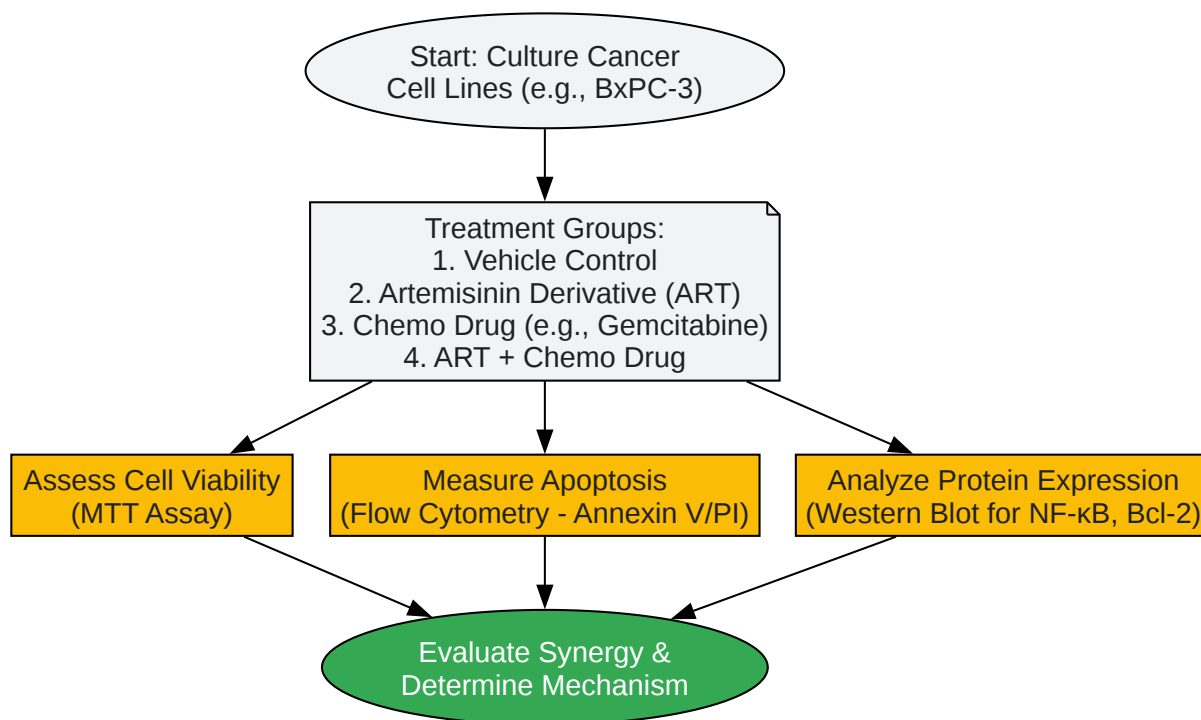 Start: Culture Cancer
Cell Lines (e.g., BxPC-3)
Treatment Groups:
1. Vehicle Control
2. Artemisinin Derivative (ART)
3. Chemo Drug (e.g., Gemcitabine)
4. ART + Chemo Drug
Assess Cell Viability
(MTT Assay)
Measure Apoptosis
(Flow Cytometry - Annexin V/PI)
Analyze Protein Expression
(Western Blot for NF-κB, Bcl-2)
Evaluate Synergy &
Determine Mechanism